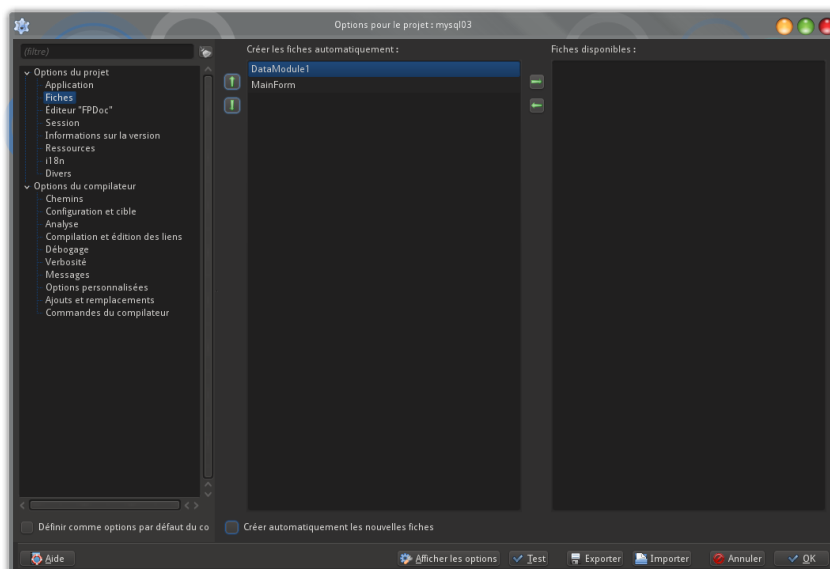 Options pour le projet : mysql03
(filtre)
Options du projet
Application
Fiches
Editeur "FPDoc"
Session
Informations sur la version
Ressources
i18n
Divers
Options du compilateur
Chemins
Configuration et cible
Analyse
Compilation et édition des liens
Débogage
Verbosité
Messages
Options personnalisées
Ajouts et remplacements
Commandes du compilateur
Définir comme options par défaut du co
Créer les fiches automatiquement :
DataModule1
MainForm
Fiches disponibles :
Créer automatiquement les nouvelles fiches
Aide
Afficher les options
Test
Exporter
Importer
Annuler
OK